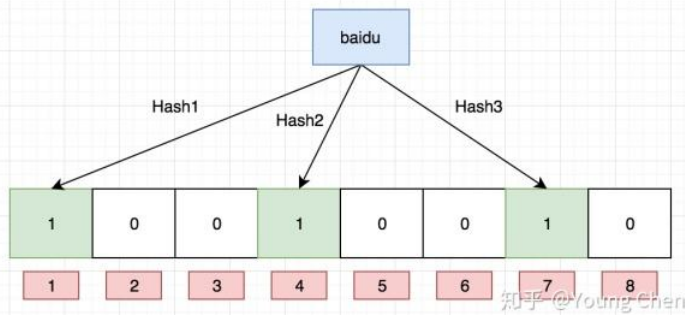 baidu
Hash1
Hash2
Hash3
1 0 0 1 0 0 1 0
1 2 3 4 5 6 7 8
知乎 @Young Chen